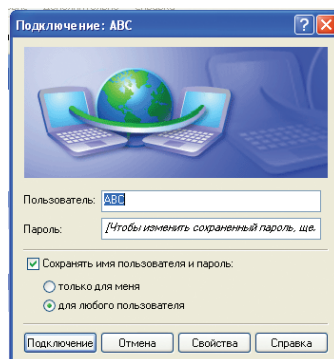 Подключение: ABC
Пользователь: ABC
Пароль: [Чтобы изменить сохраненный пароль, ще.
Сохранять имя пользователя и пароль:
только для меня
для любого пользователя
Подключение Отмена Свойства Справка